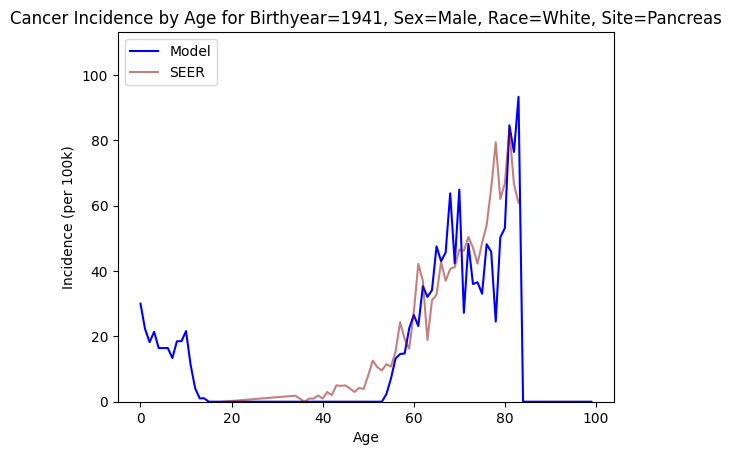 Cancer Incidence by Age for Birthyear=1941, Sex=Male, Race=White, Site=Pancreas
Model
SEER
100
80
60
40
20
0
Incidence (per 100k)
0 20 40 60 80 100
Age